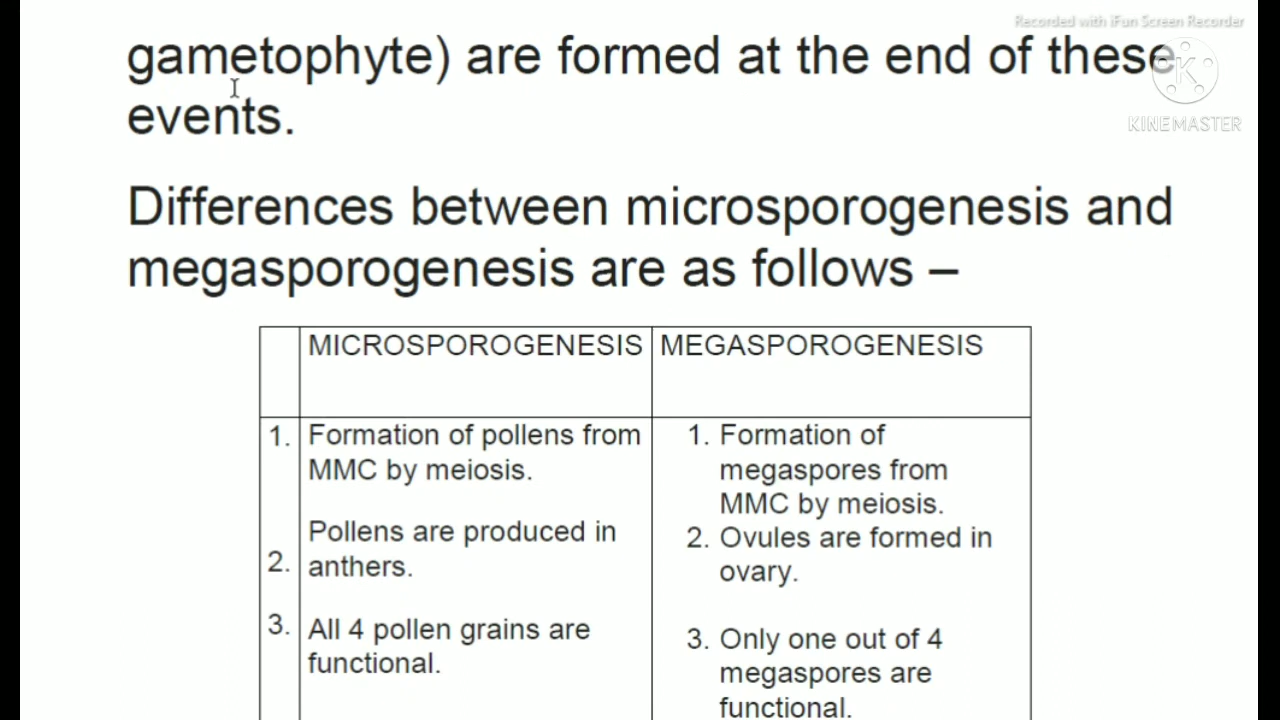 Recorded with iFun Screen Recorder
gametophyte) are formed at the end of these
events.
KINEMASTER
Differences between microsporogenesis and
megasporogenesis are as follows –
MICROSPOROGENESIS MEGASPOROGENESIS
1. Formation of pollens from
MMC by meiosis.
Pollens are produced in
2. anthers.
3. All 4 pollen grains are
functional.
1. Formation of
megaspores from
MMC by meiosis.
2. Ovules are formed in
ovary.
3. Only one out of 4
megaspores are
functional.